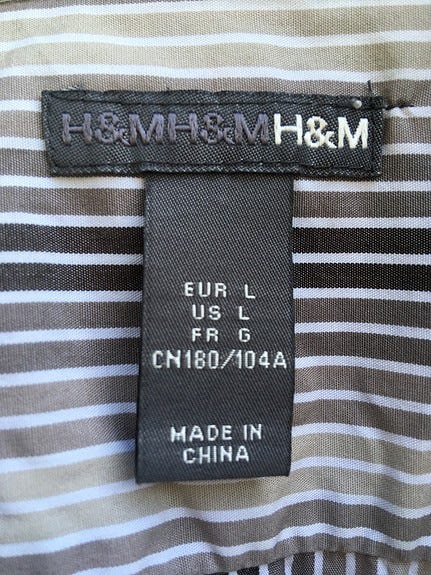 H&MH&MH&M
EUR L
US L
FR G
CN180/104A
MADE IN
CHINA